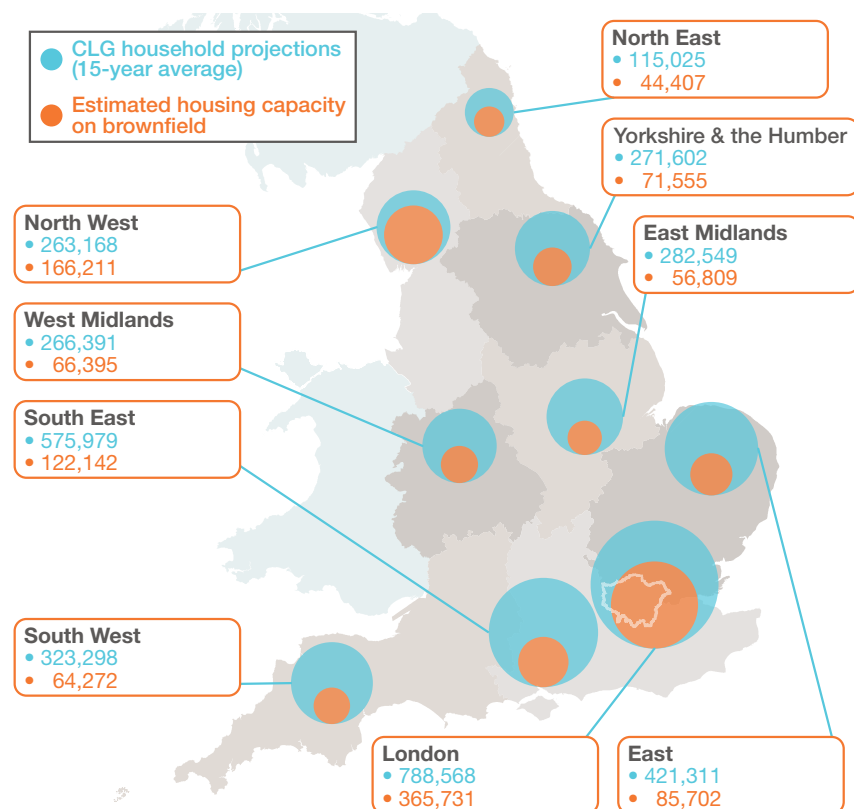 CLG household projections
(15-year average)
Estimated housing capacity
on brownfield
North East
• 115,025
• 44,407
Yorkshire & the Humber
• 271,602
• 71,555
North West
• 263,168
• 166,211
East Midlands
• 282,549
• 56,809
West Midlands
• 266,391
• 66,395
South East
• 575,979
• 122,142
South West
• 323,298
• 64,272
London
• 788,568
• 365,731
East
• 421,311
• 85,702